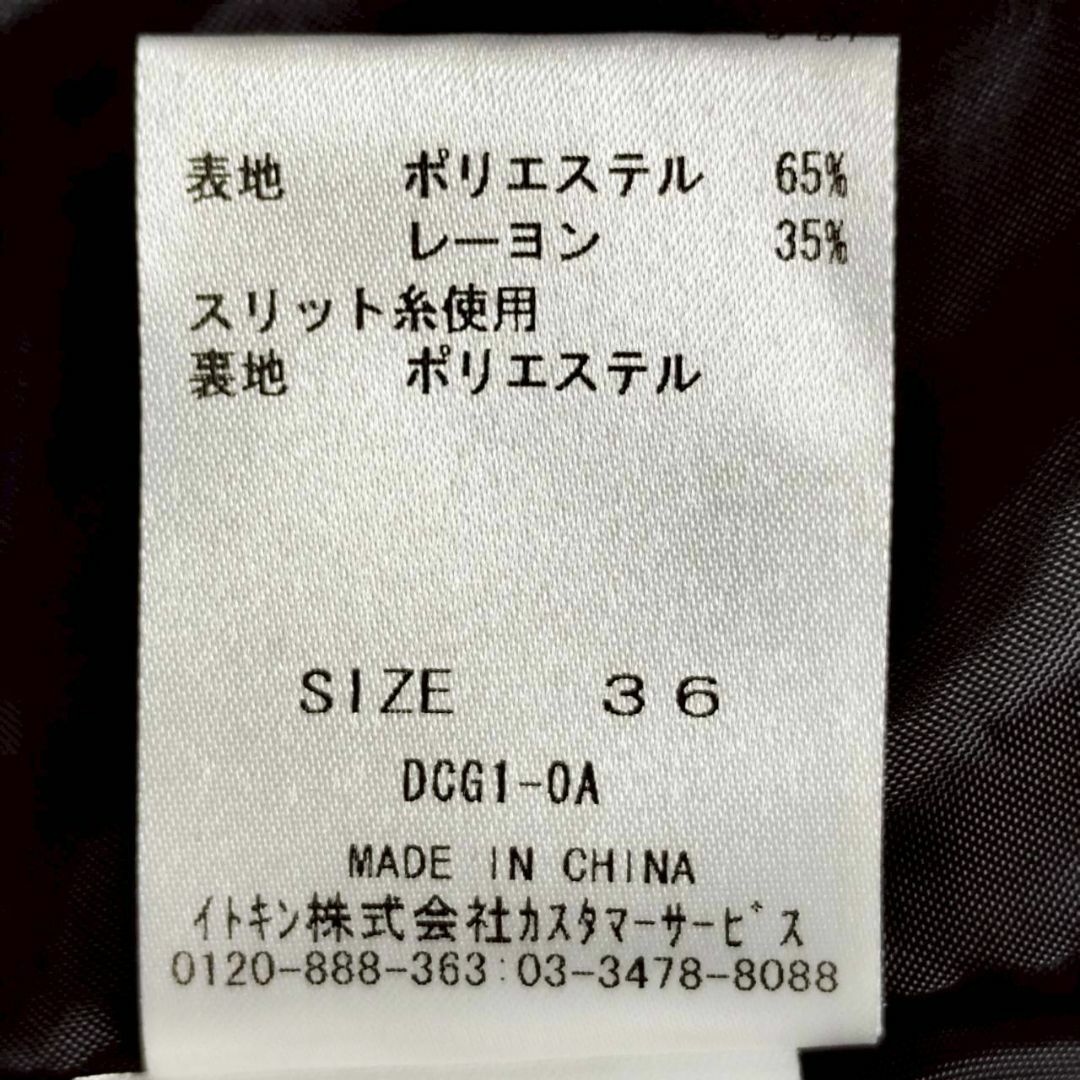 表地 ポリエステル 65%
レーヨン 35%
スリット糸使用
裏地 ポリエステル
SIZE 36
DCG1-0A
MADE IN CHINA
イトキン株式会社カスタマーサービス
0120-888-363:03-3478-8088